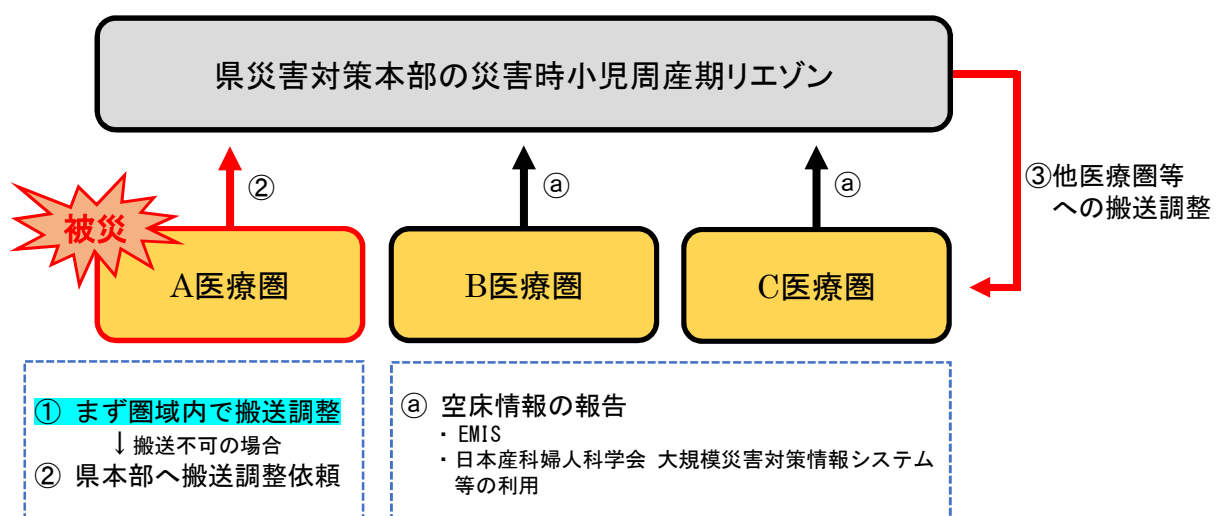 県災害対策本部の災害時小児周産期リエゾン
②
ⓐ
ⓐ
③他医療圏等
への搬送調整
被災
A医療圏
B医療圏
C医療圏
① まず圏域内で搬送調整
↓搬送不可の場合
② 県本部へ搬送調整依頼
ⓐ 空床情報の報告
・EMIS
・日本産科婦人科学会 大規模災害対策情報システム
等の利用